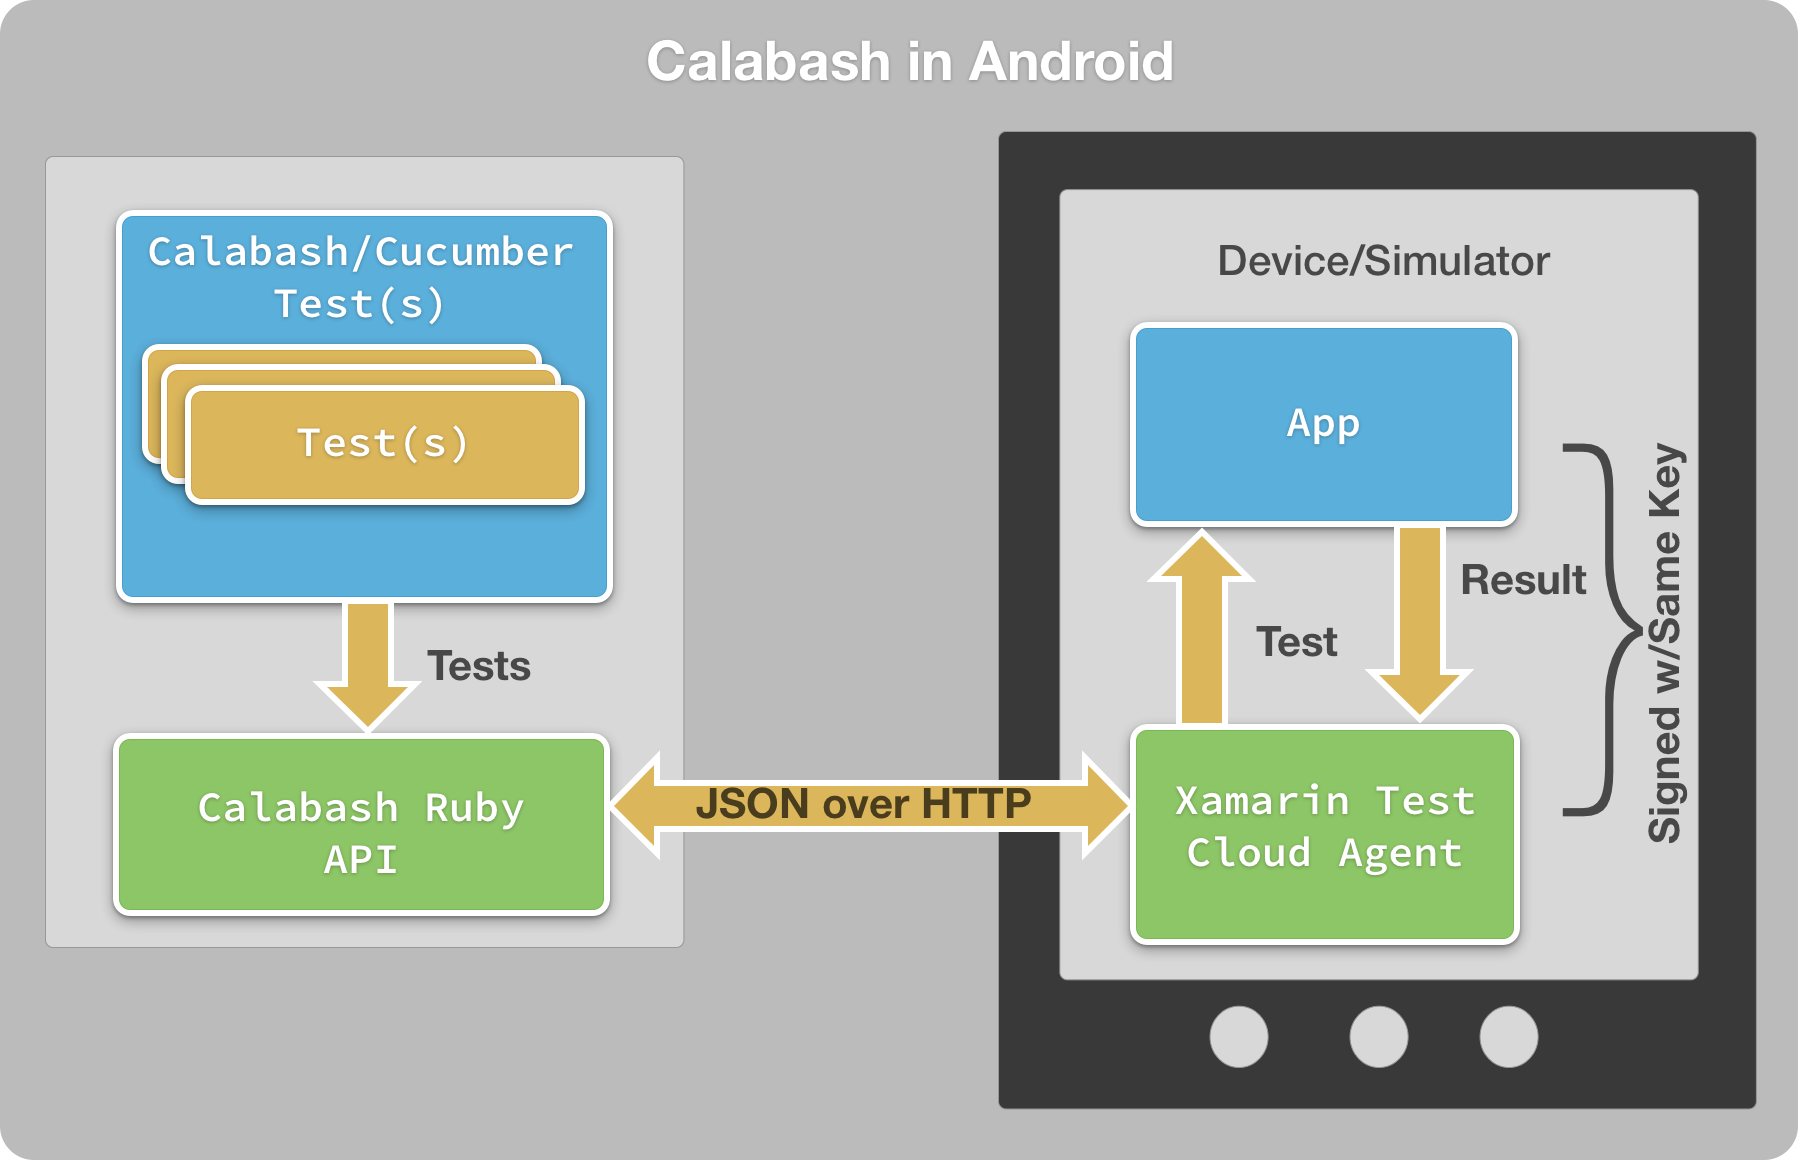 Calabash in Android
Calabash/Cucumber
Test(s)
Test(s)
Tests
Calabash Ruby
API
JSON over HTTP
Device/Simulator
App
Result
Test
Xamarin Test
Cloud Agent
Signed w/Same Key